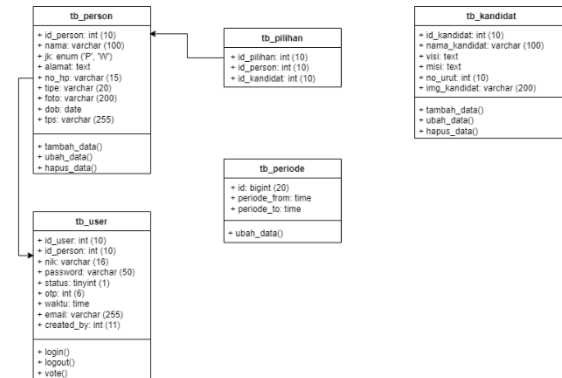 tb_person
+ id_person: int (10)
+ nama: varchar (100)
+ jk: enum ('P', 'W')
+ alamat: text
+ no_hp: varchar (15)
+ tipe: varchar (20)
+ foto: varchar (200)
+ dob: date
+ tps: varchar (255)
+ tambah_data()
+ ubah_data()
+ hapus_data()
tb_pilihan
+ id_pilihan: int (10)
+ id_person: int (10)
+ id_kandidat: int (10)
tb_kandidat
+ id_kandidat: int (10)
+ nama_kandidat: varchar (100)
+ visi: text
+ misi: text
+ no_urut: int (10)
+ img_kandidat: varchar (200)
+ tambah_data()
+ ubah_data()
+ hapus_data()
tb_periode
+ id: bigint (20)
+ periode_from: time
+ periode_to: time
+ ubah_data()
tb_user
+ id_user: int (10)
+ id_person: int (10)
+ nik: varchar (16)
+ password: varchar (50)
+ status: tinyint (1)
+ otp: int (6)
+ waktu: time
+ email: varchar (255)
+ created_by: int (11)
+ login()
+ logout()
+ vote()